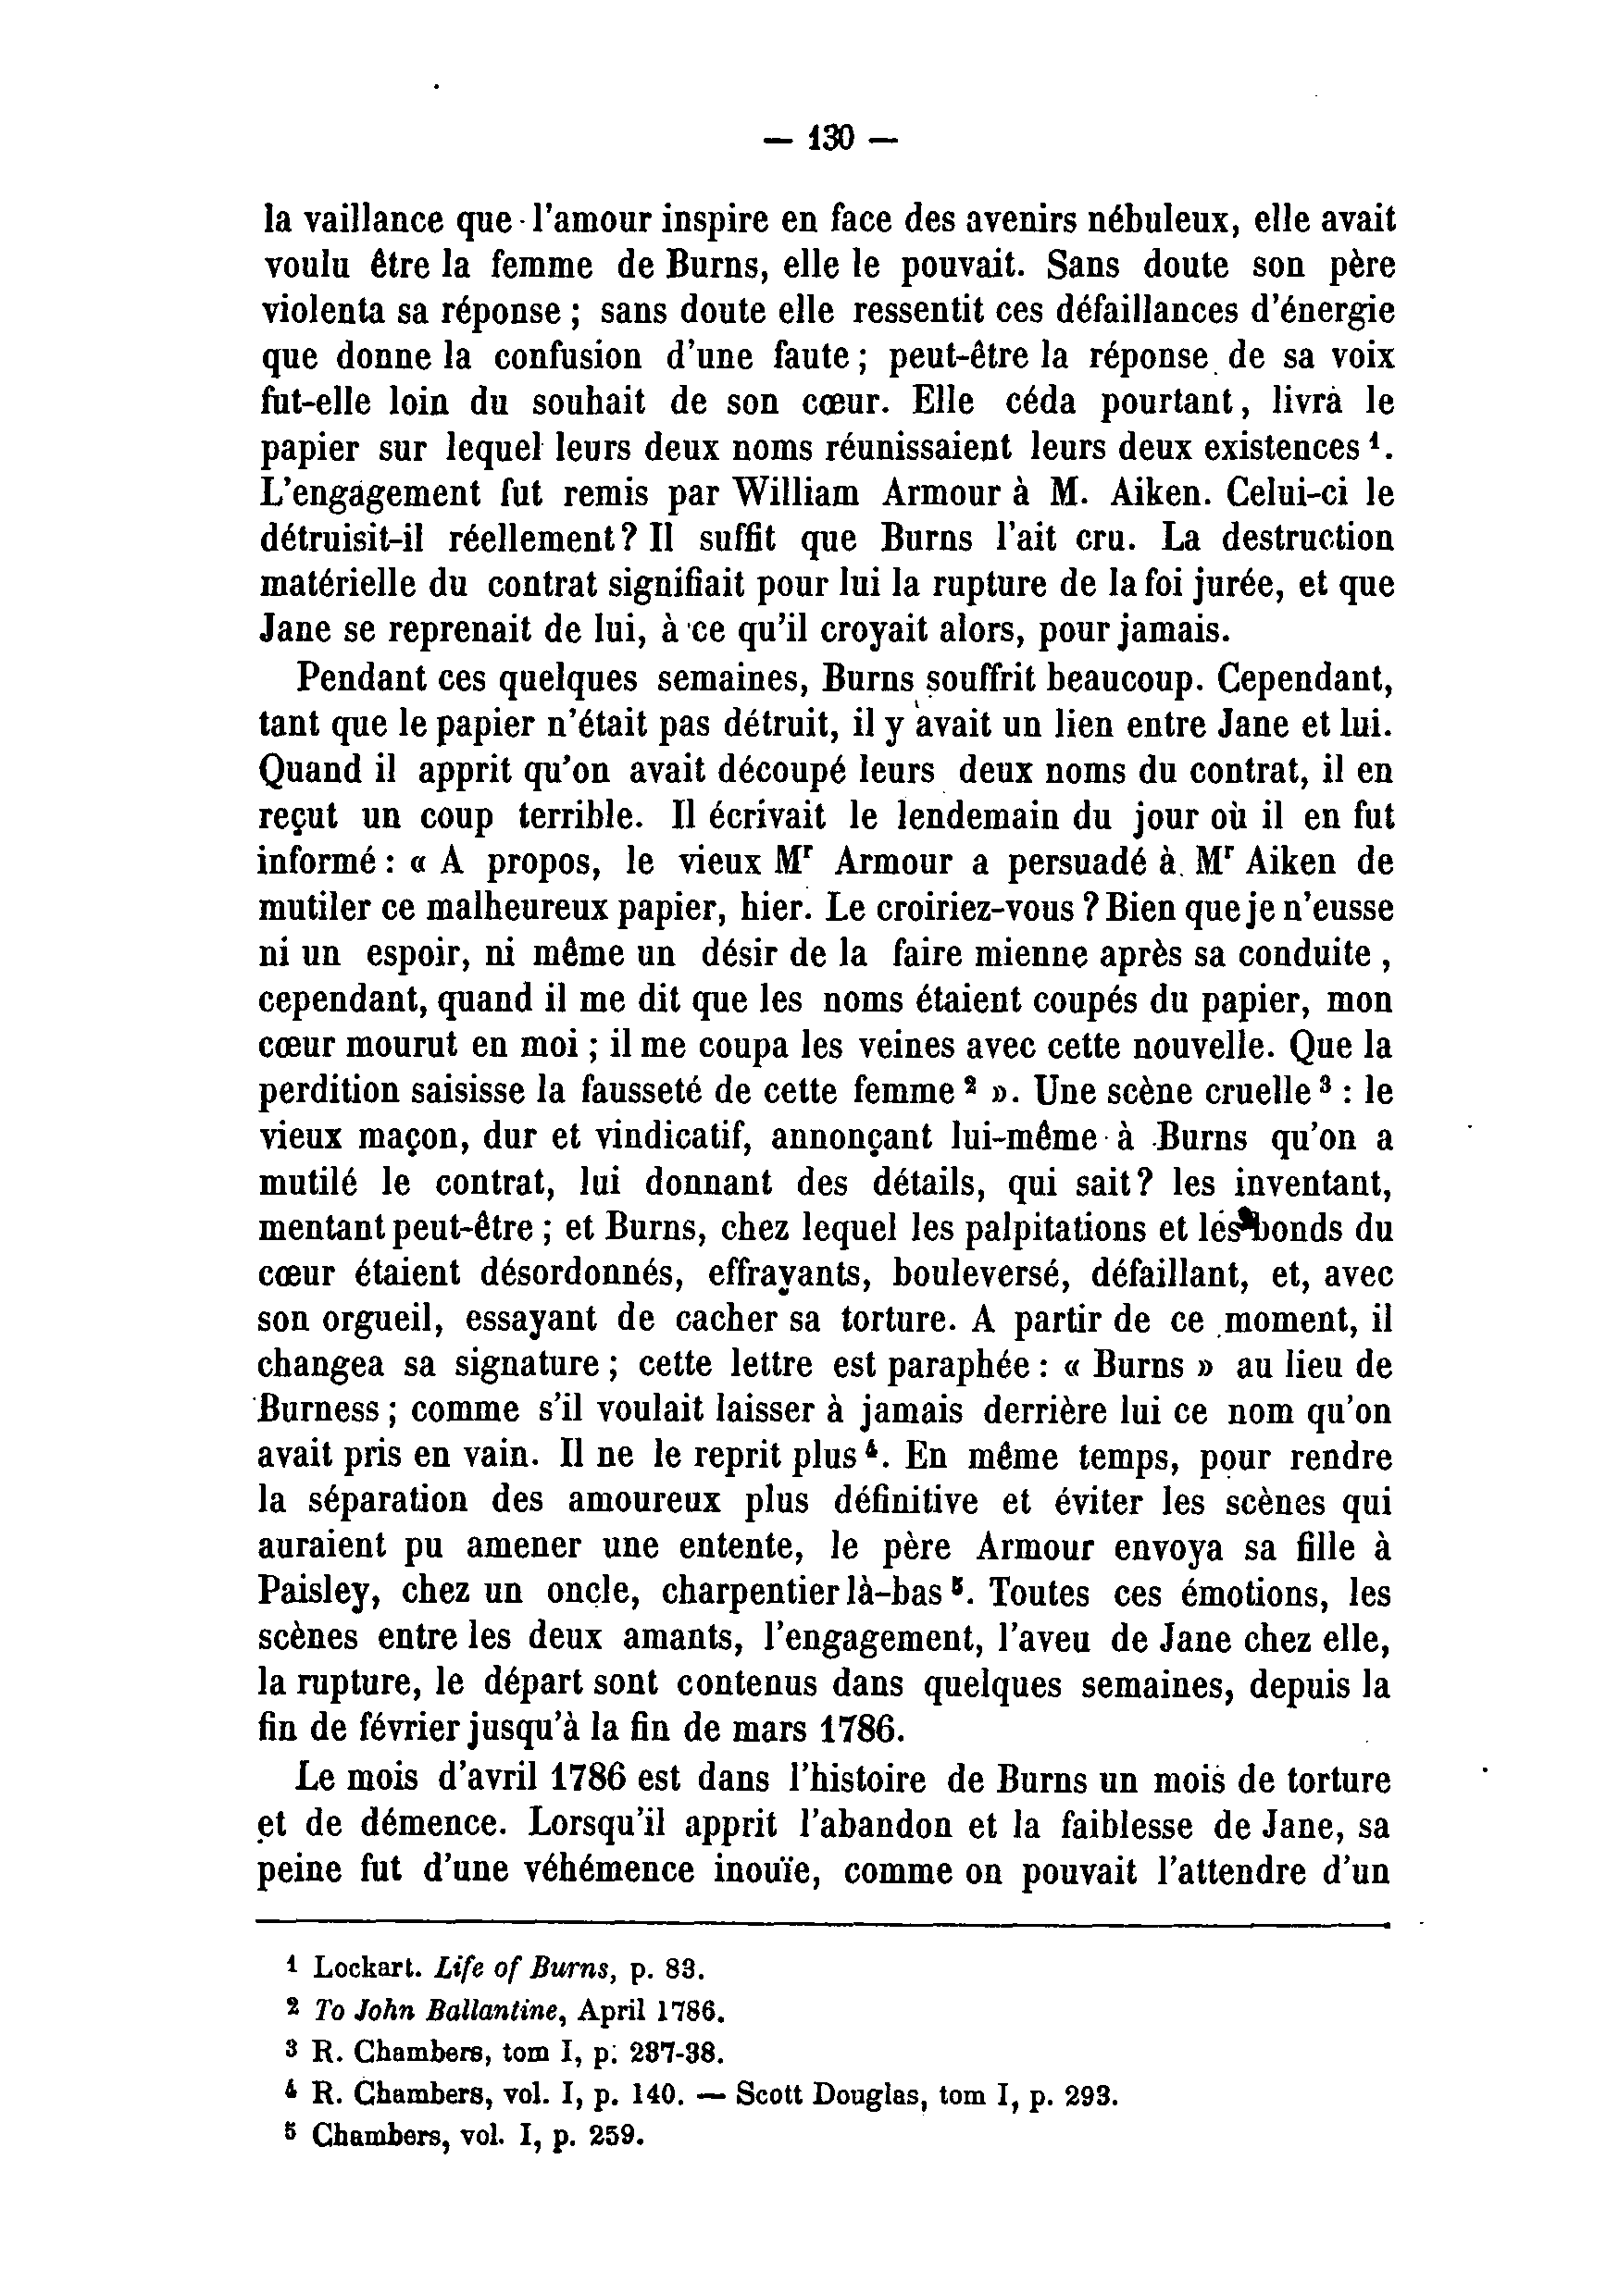 — 130 —
la vaillance que l'amour inspire en face des avenirs nébuleux, elle avait
voulu être la femme de Burns, elle le pouvait. Sans doute son père
violenta sa réponse ; sans doute elle ressentit ces défaillances d'énergie
que donne la confusion d'une faute ; peut-être la réponse de sa voix
fut-elle loin du souhait de son cœur. Elle céda pourtant, livra le
papier sur lequel leurs deux noms réunissaient leurs deux existences ¹.
L'engagement fut remis par William Armour à M. Aiken. Celui-ci le
détruisit-il réellement? Il suffit que Burns l'ait cru. La destruction
matérielle du contrat signifiait pour lui la rupture de la foi jurée, et que
Jane se reprenait de lui, à ce qu'il croyait alors, pour jamais.
Pendant ces quelques semaines, Burns souffrit beaucoup. Cependant,
tant que le papier n'était pas détruit, il y avait un lien entre Jane et lui.
Quand il apprit qu'on avait découpé leurs deux noms du contrat, il en
reçut un coup terrible. Il écrivait le lendemain du jour où il en fut
informé : « A propos, le vieux Mʳ Armour a persuadé à Mʳ Aiken de
mutiler ce malheureux papier, hier. Le croiriez-vous ? Bien que je n'eusse
ni un espoir, ni même un désir de la faire mienne après sa conduite ,
cependant, quand il me dit que les noms étaient coupés du papier, mon
cœur mourut en moi ; il me coupa les veines avec cette nouvelle. Que la
perdition saisisse la fausseté de cette femme ² ». Une scène cruelle ³ : le
vieux maçon, dur et vindicatif, annonçant lui-même à Burns qu'on a
mutilé le contrat, lui donnant des détails, qui sait? les inventant,
mentant peut-être ; et Burns, chez lequel les palpitations et les bonds du
cœur étaient désordonnés, effrayants, bouleversé, défaillant, et, avec
son orgueil, essayant de cacher sa torture. A partir de ce moment, il
changea sa signature ; cette lettre est paraphée : « Burns » au lieu de
Burness ; comme s'il voulait laisser à jamais derrière lui ce nom qu'on
avait pris en vain. Il ne le reprit plus ⁴. En même temps, pour rendre
la séparation des amoureux plus définitive et éviter les scènes qui
auraient pu amener une entente, le père Armour envoya sa fille à
Paisley, chez un oncle, charpentier là-bas ⁵. Toutes ces émotions, les
scènes entre les deux amants, l'engagement, l'aveu de Jane chez elle,
la rupture, le départ sont contenus dans quelques semaines, depuis la
fin de février jusqu'à la fin de mars 1786.
Le mois d'avril 1786 est dans l'histoire de Burns un mois de torture
et de démence. Lorsqu'il apprit l'abandon et la faiblesse de Jane, sa
peine fut d'une véhémence inouïe, comme on pouvait l'attendre d'un
¹ Lockart. Life of Burns, p. 83.
² To John Ballantine, April 1786.
³ R. Chambers, tom I, p. 237-38.
⁴ R. Chambers, vol. I, p. 140. — Scott Douglas, tom I, p. 293.
⁵ Chambers, vol. I, p. 259.